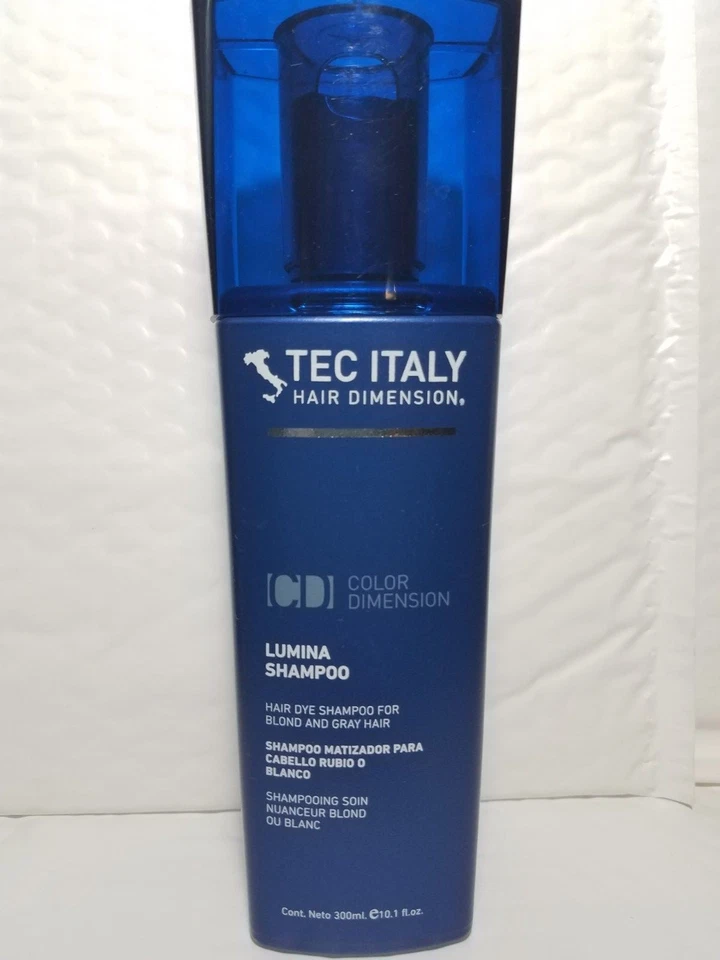 TEC ITALY
HAIR DIMENSION®
[CD] COLOR
DIMENSION
LUMINA
SHAMPOO
HAIR DYE SHAMPOO FOR
BLOND AND GRAY HAIR
SHAMPOO MATIZADOR PARA
CABELLO RUBIO O
BLANCO
SHAMPOOING SOIN
NUANCEUR BLOND
OU BLANC
Cont. Neto 300ml. ℮10.1 fl.oz.